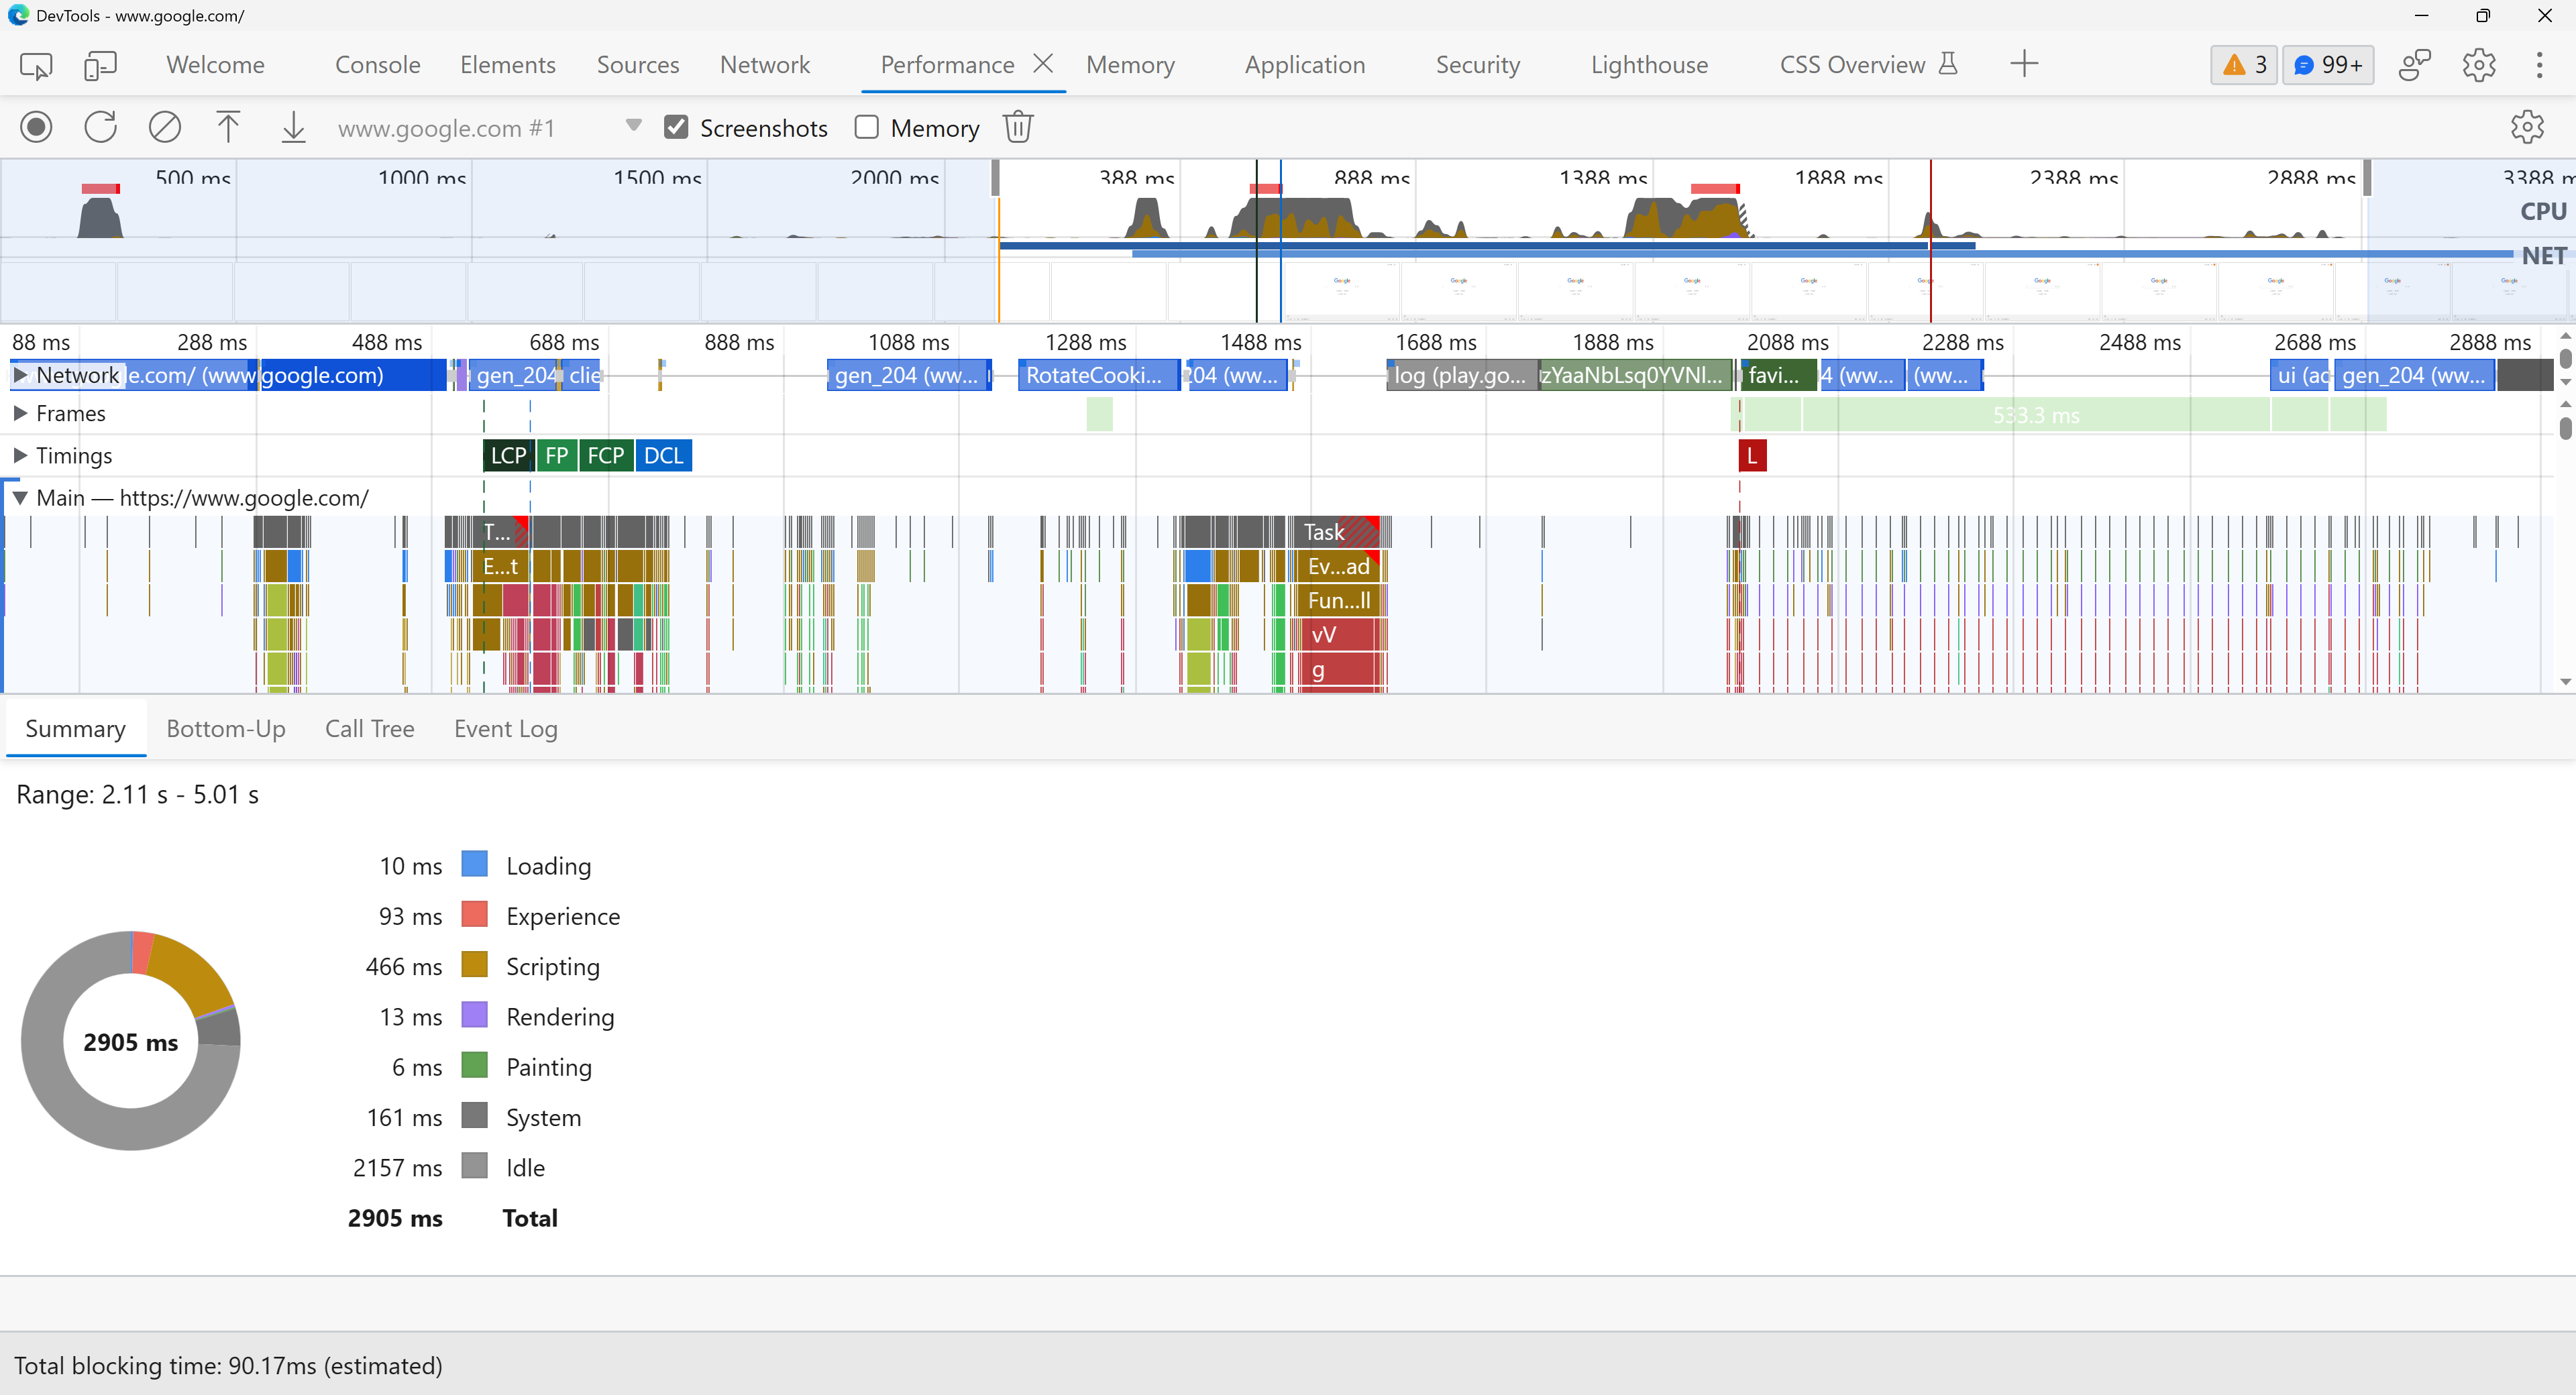 DevTools - www.google.com/
Welcome Console Elements Sources Network Performance Memory Application Security Lighthouse CSS Overview 3 99+
www.google.com #1 Screenshots Memory
500 ms 1000 ms 1500 ms 2000 ms 388 ms 888 ms 1388 ms 1888 ms 2388 ms 2888 ms 3388 m
CPU
NET
88 ms 288 ms 488 ms 688 ms 888 ms 1088 ms 1288 ms 1488 ms 1688 ms 1888 ms 2088 ms 2288 ms 2488 ms 2688 ms 2888 ms
Network le.com/ (www google.com) gen_204 clie gen_204 (ww... RotateCooki... 204 (ww... log (play.go... zYaaNbLsq0YVNl... favi... 4 (ww... (ww... ui (ac gen_204 (ww...
Frames 533.3 ms
Timings LCP FP FCP DCL L
Main — https://www.google.com/
T... Task
E...t Ev...ad
Fun...ll
vV
g
Summary Bottom-Up Call Tree Event Log
Range: 2.11 s - 5.01 s
10 ms Loading
93 ms Experience
466 ms Scripting
13 ms Rendering
2905 ms
6 ms Painting
161 ms System
2157 ms Idle
2905 ms Total
Total blocking time: 90.17ms (estimated)